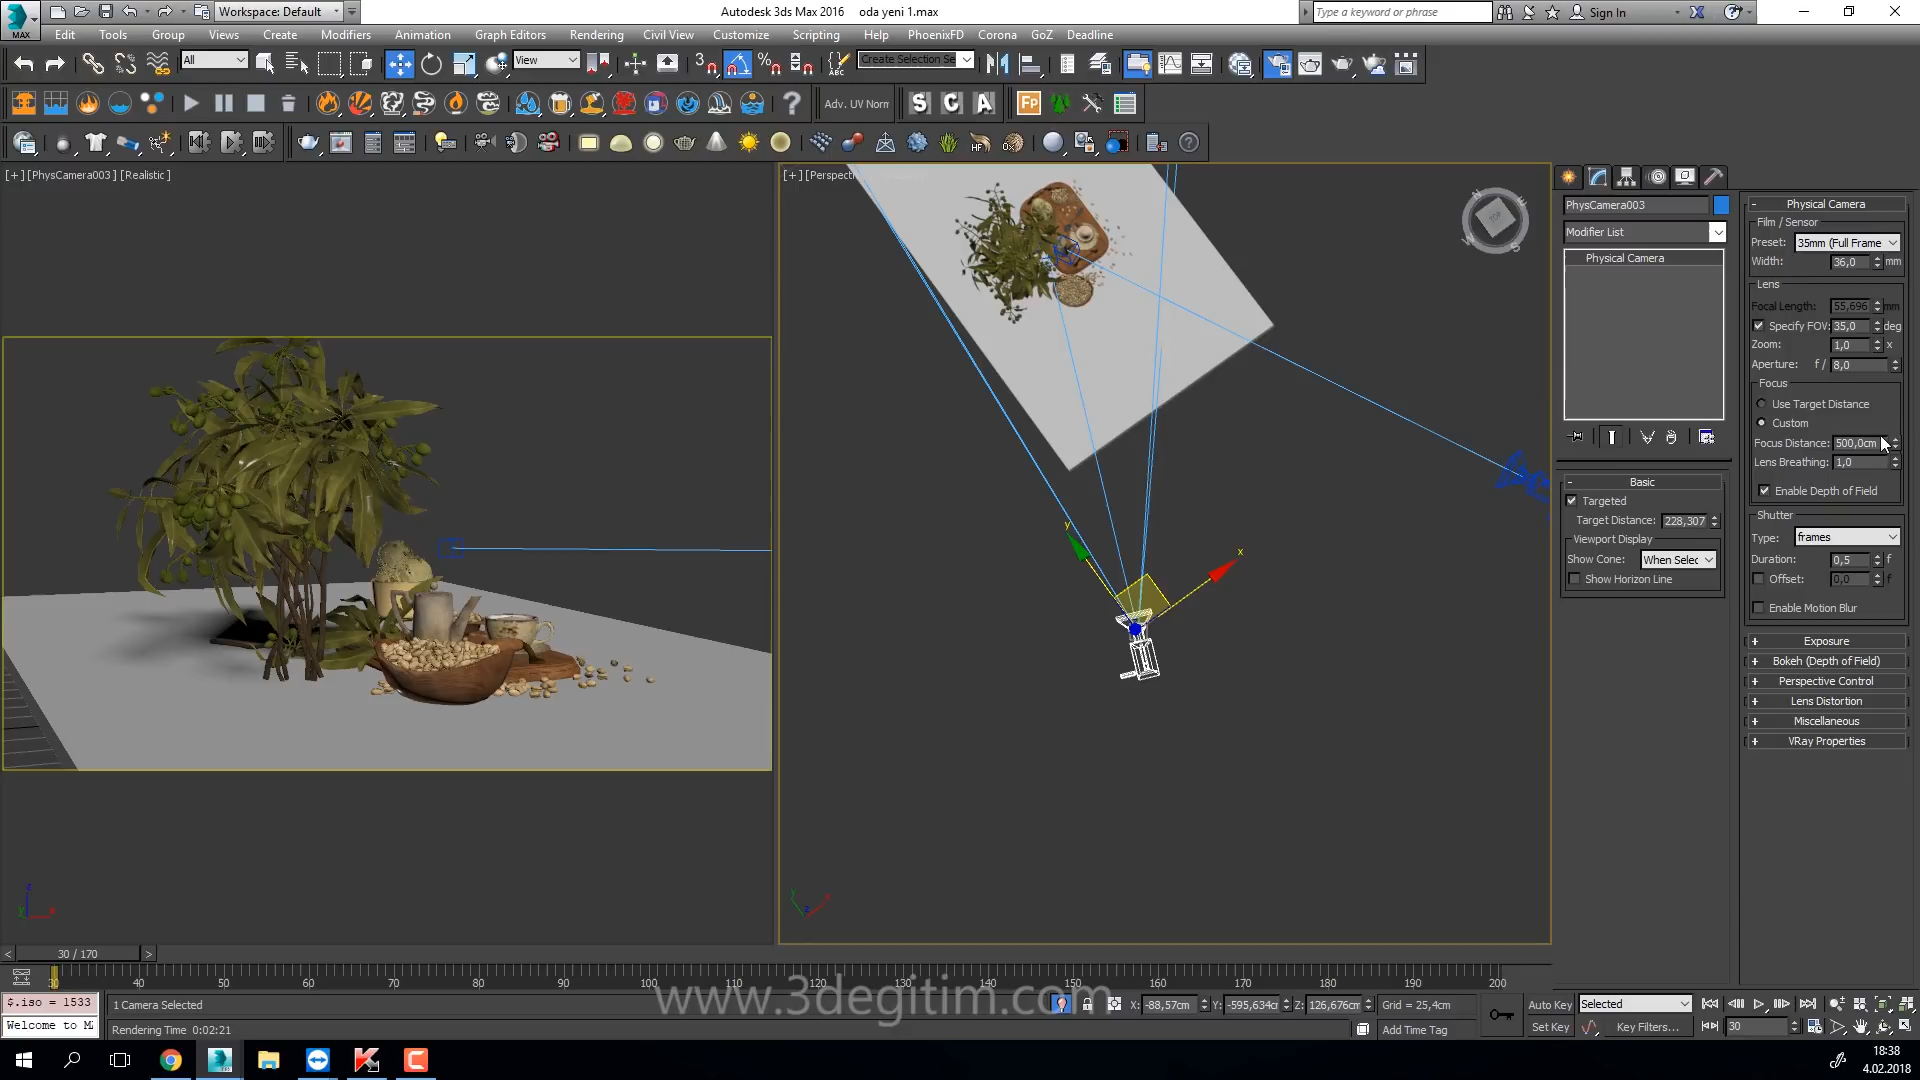 Workspace: Default
Autodesk 3ds Max 2016 oda yeni 1.max
Type a keyword or phrase
Sign In
MAX
Edit Tools Group Views Create Modifiers Animation Graph Editors Rendering Civil View Customize Scripting Help PhoenixFD Corona GoZ Deadline
All
View
Create Selection Se
Adv. UV Norm
S C A
Fp
[+] [PhysCamera003] [Realistic]
[+] [Perspecti
TOP
PhysCamera003
Modifier List
Physical Camera
Basic
Targeted
Target Distance: 228,307
Viewport Display
Show Cone: When Selec
Show Horizon Line
Physical Camera
Film / Sensor
Preset: 35mm (Full Frame
Width: 36,0 mm
Lens
Focal Length: 55,696 mm
Specify FOV: 35,0 deg
Zoom: 1,0 x
Aperture: f / 8,0
Focus
Use Target Distance
Custom
Focus Distance: 500,0cm
Lens Breathing: 1,0
Enable Depth of Field
Shutter
Type: frames
Duration: 0,5 f
Offset: 0,0 f
Enable Motion Blur
+ Exposure
+ Bokeh (Depth of Field)
+ Perspective Control
+ Lens Distortion
+ Miscellaneous
+ VRay Properties
y
x
z
y x
< 30 / 170 >
30 40 50 60 70 80 90 100 110 120 130 140 150 160 170 180 190 200
www.3degitim.com
$.iso = 1533
Welcome to M
1 Camera Selected
Rendering Time 0:02:21
X: -88,57cm Y: -595,634c Z: 126,676cm Grid = 25,4cm
Add Time Tag
Auto Key Selected
Set Key Key Filters...
30
18:38
4.02.2018